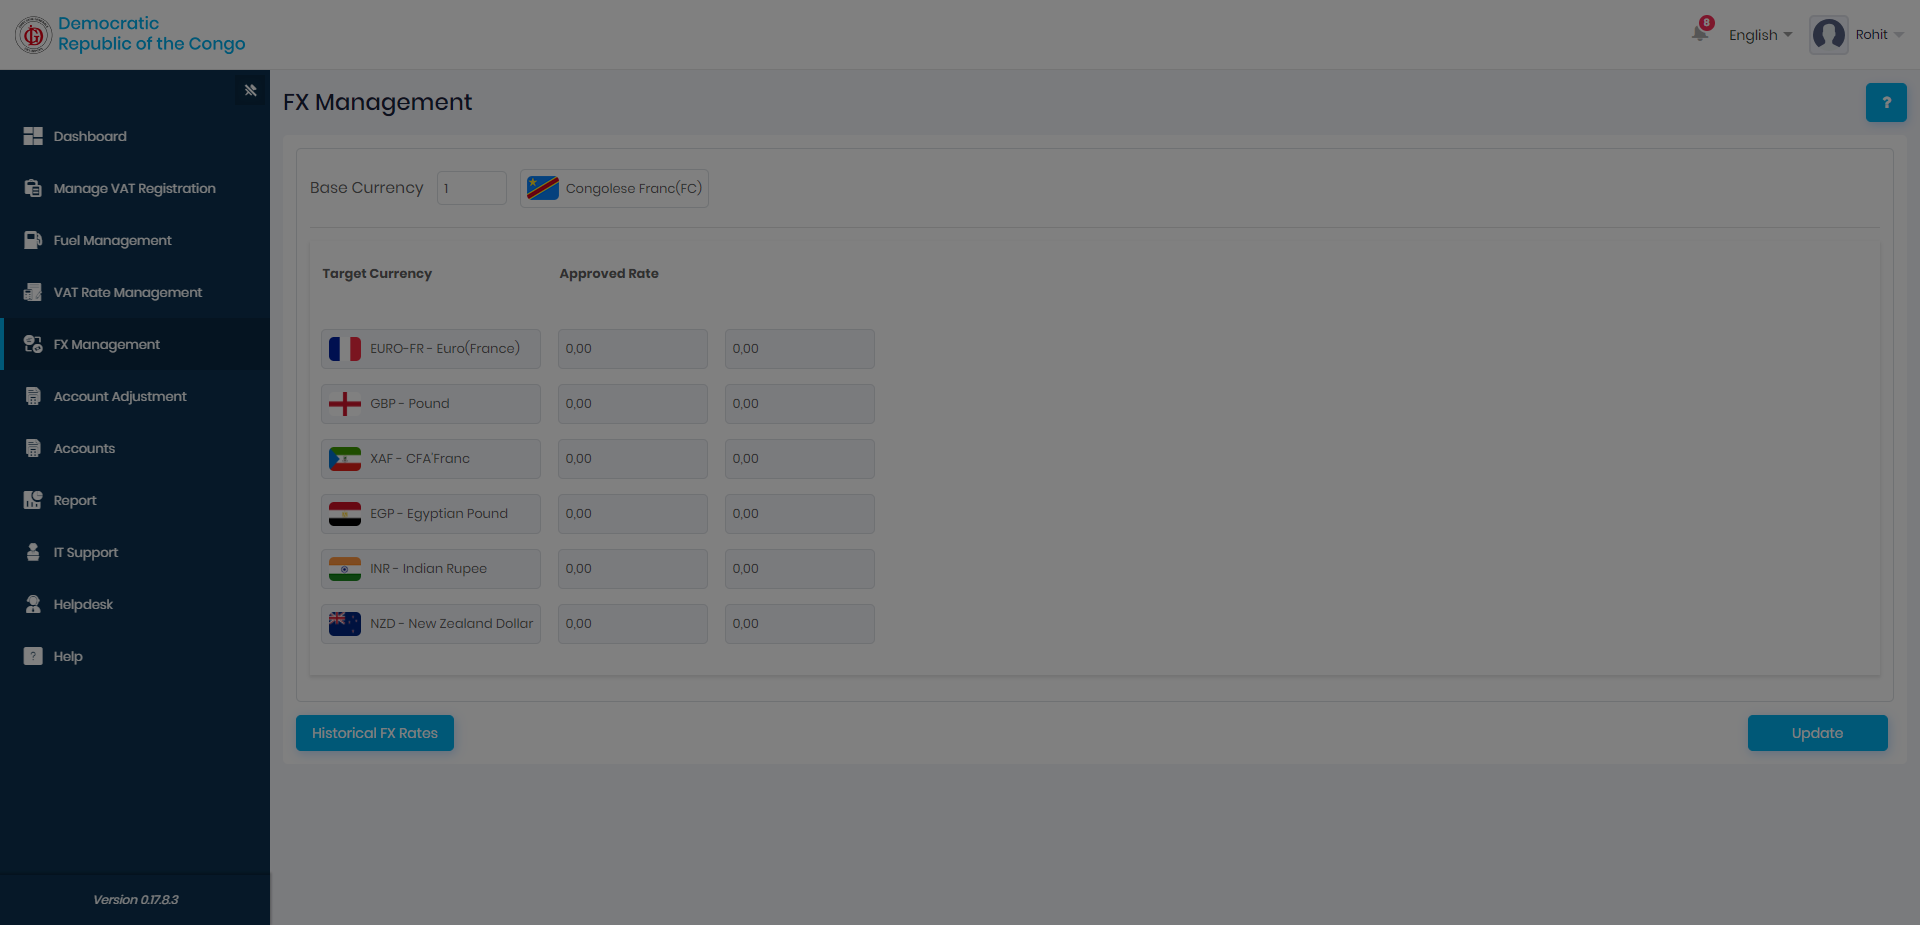 Democratic
Republic of the Congo
8
English
Rohit
Dashboard
Manage VAT Registration
Fuel Management
VAT Rate Management
FX Management
Account Adjustment
Accounts
Report
IT Support
Helpdesk
? Help
Version 0.17.8.3
FX Management
?
Base Currency 1 Congolese Franc(FC)
Target Currency Approved Rate
EURO-FR - Euro(France) 0,00 0,00
GBP - Pound 0,00 0,00
XAF - CFA'Franc 0,00 0,00
EGP - Egyptian Pound 0,00 0,00
INR - Indian Rupee 0,00 0,00
NZD - New Zealand Dollar 0,00 0,00
Historical FX Rates
Update